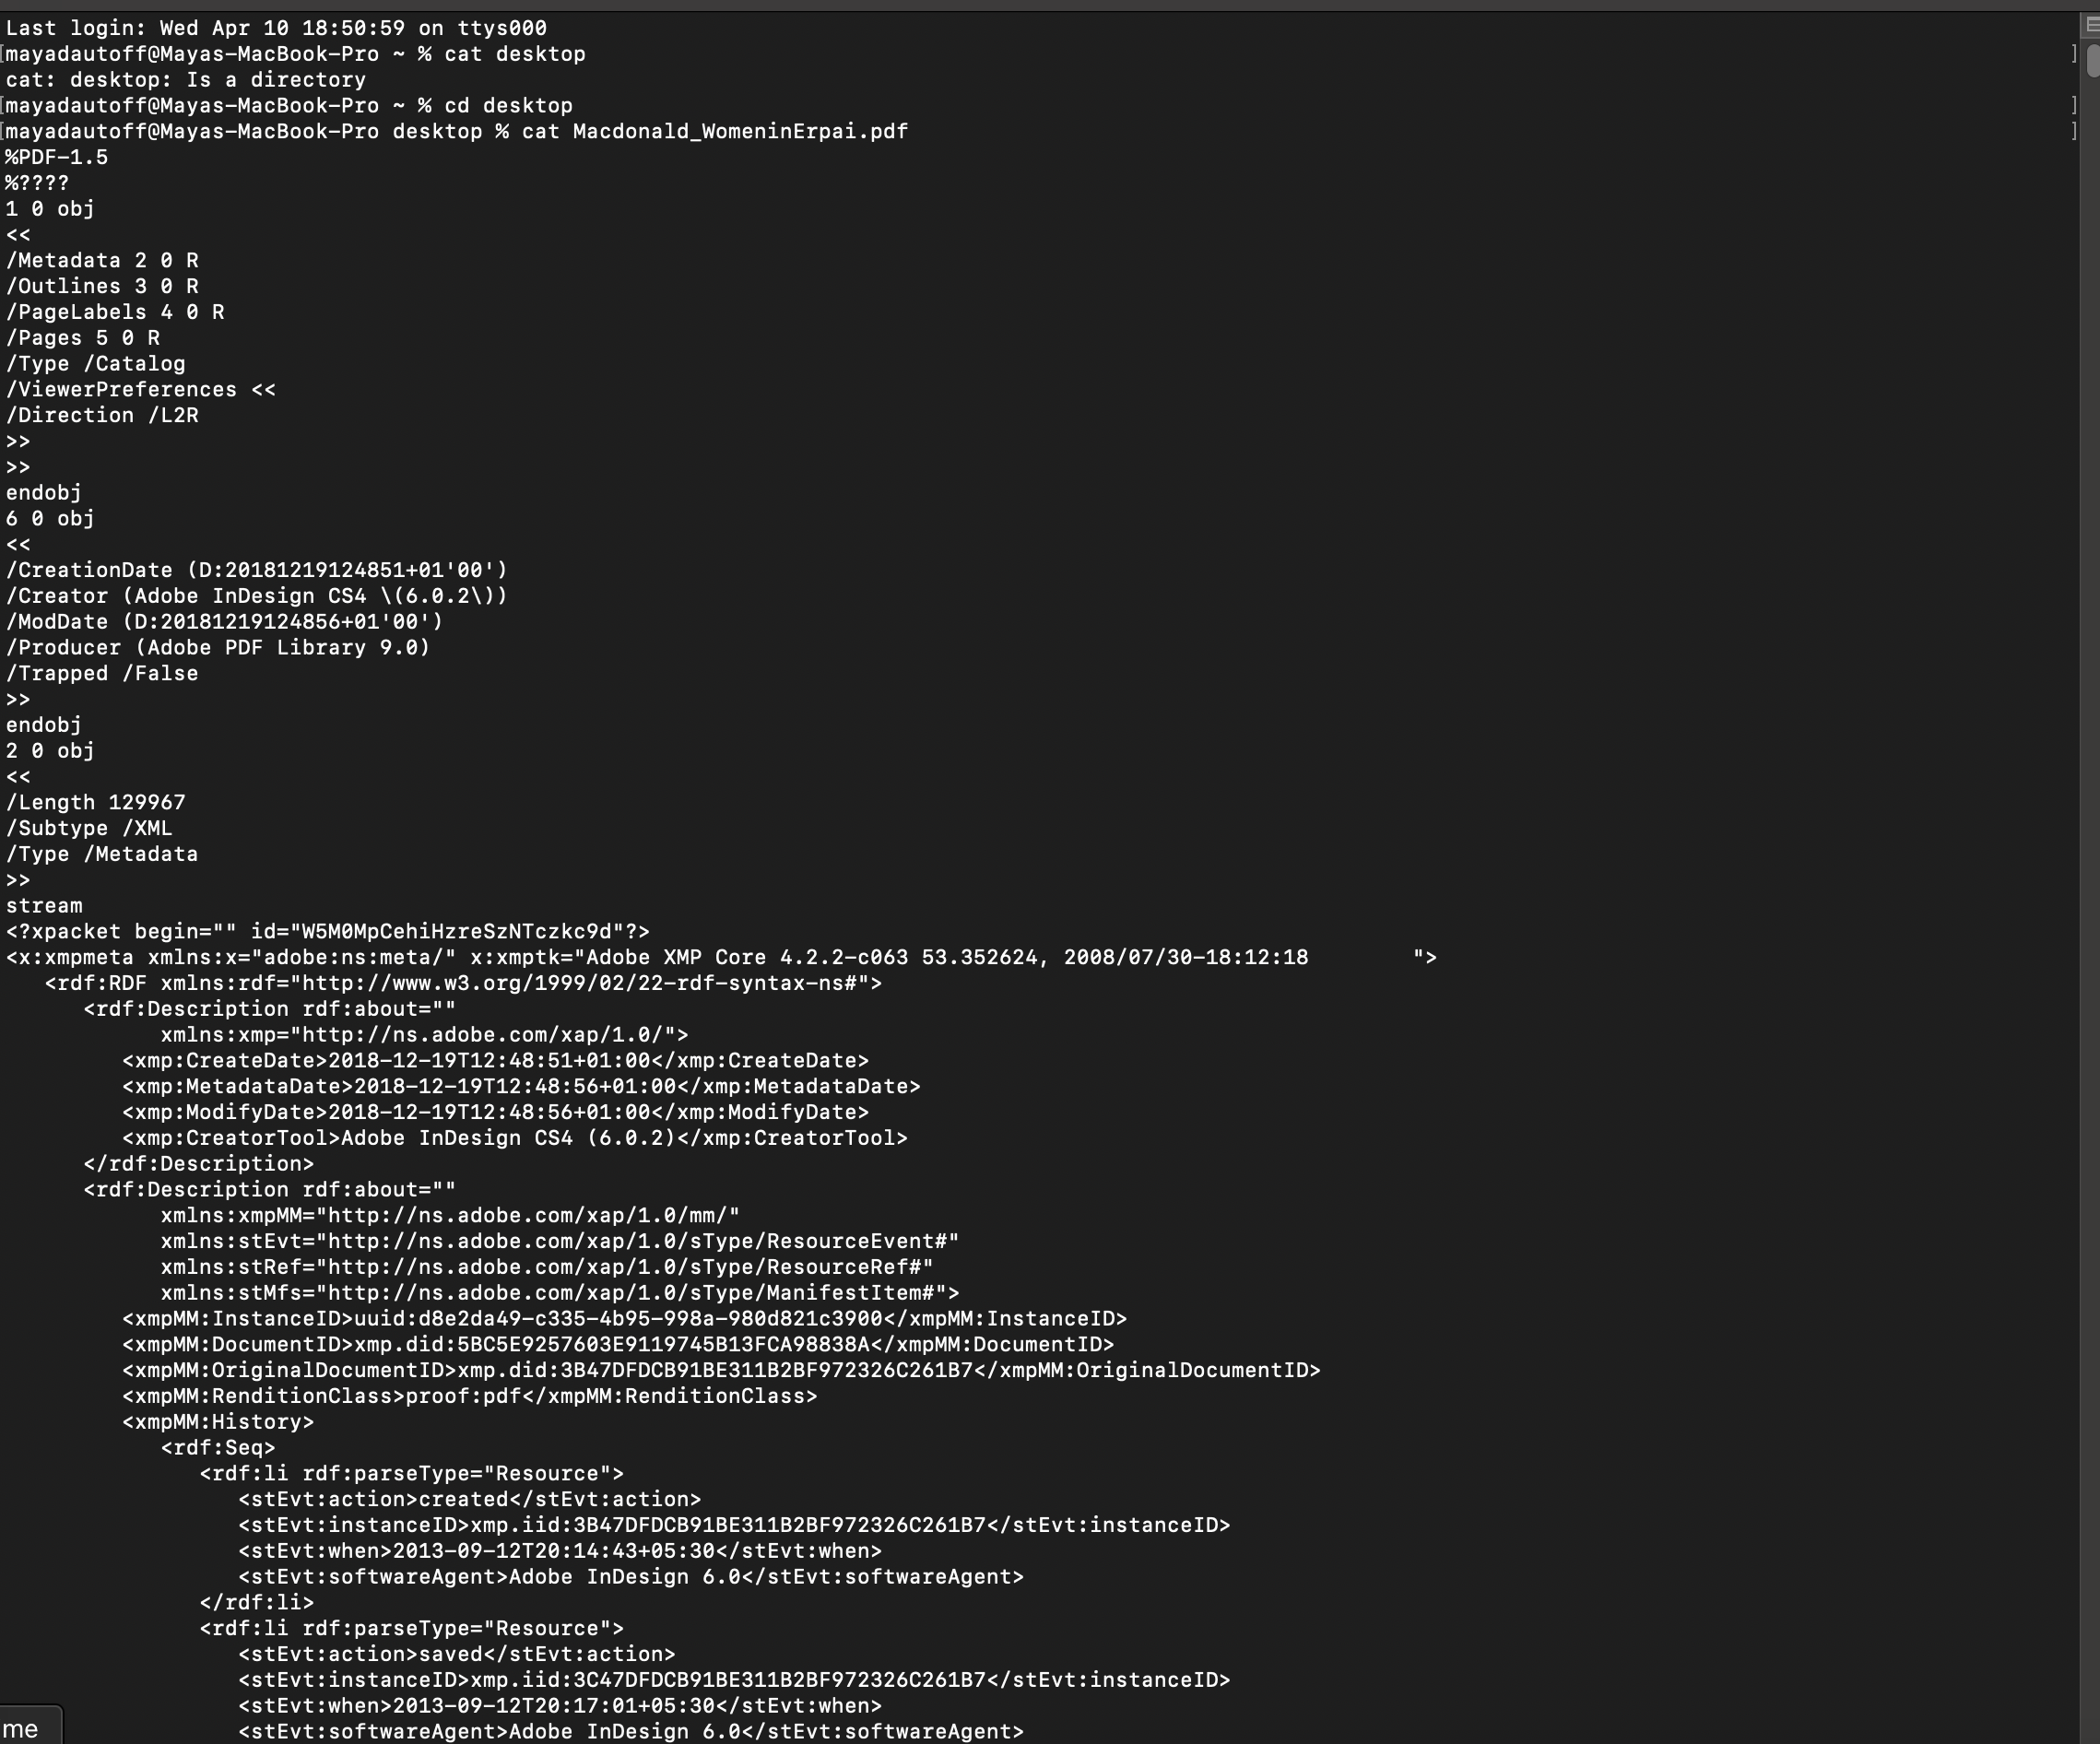 Last login: Wed Apr 10 18:50:59 on ttys000
[mayadautoff@Mayas-MacBook-Pro ~ % cat desktop ]
cat: desktop: Is a directory
[mayadautoff@Mayas-MacBook-Pro ~ % cd desktop ]
[mayadautoff@Mayas-MacBook-Pro desktop % cat Macdonald_WomeninErpai.pdf ]
%PDF-1.5
%????
1 0 obj
<<
/Metadata 2 0 R
/Outlines 3 0 R
/PageLabels 4 0 R
/Pages 5 0 R
/Type /Catalog
/ViewerPreferences <<
/Direction /L2R
>>
>>
endobj
6 0 obj
<<
/CreationDate (D:20181219124851+01'00')
/Creator (Adobe InDesign CS4 \(6.0.2\))
/ModDate (D:20181219124856+01'00')
/Producer (Adobe PDF Library 9.0)
/Trapped /False
>>
endobj
2 0 obj
<<
/Length 129967
/Subtype /XML
/Type /Metadata
>>
stream
<?xpacket begin="" id="W5M0MpCehiHzreSzNTczkc9d"?>
<x:xmpmeta xmlns:x="adobe:ns:meta/" x:xmptk="Adobe XMP Core 4.2.2-c063 53.352624, 2008/07/30-18:12:18        ">
   <rdf:RDF xmlns:rdf="http://www.w3.org/1999/02/22-rdf-syntax-ns#">
      <rdf:Description rdf:about=""
            xmlns:xmp="http://ns.adobe.com/xap/1.0/">
         <xmp:CreateDate>2018-12-19T12:48:51+01:00</xmp:CreateDate>
         <xmp:MetadataDate>2018-12-19T12:48:56+01:00</xmp:MetadataDate>
         <xmp:ModifyDate>2018-12-19T12:48:56+01:00</xmp:ModifyDate>
         <xmp:CreatorTool>Adobe InDesign CS4 (6.0.2)</xmp:CreatorTool>
      </rdf:Description>
      <rdf:Description rdf:about=""
            xmlns:xmpMM="http://ns.adobe.com/xap/1.0/mm/"
            xmlns:stEvt="http://ns.adobe.com/xap/1.0/sType/ResourceEvent#"
            xmlns:stRef="http://ns.adobe.com/xap/1.0/sType/ResourceRef#"
            xmlns:stMfs="http://ns.adobe.com/xap/1.0/sType/ManifestItem#">
         <xmpMM:InstanceID>uuid:d8e2da49-c335-4b95-998a-980d821c3900</xmpMM:InstanceID>
         <xmpMM:DocumentID>xmp.did:5BC5E9257603E9119745B13FCA98838A</xmpMM:DocumentID>
         <xmpMM:OriginalDocumentID>xmp.did:3B47DFDCB91BE311B2BF972326C261B7</xmpMM:OriginalDocumentID>
         <xmpMM:RenditionClass>proof:pdf</xmpMM:RenditionClass>
         <xmpMM:History>
            <rdf:Seq>
               <rdf:li rdf:parseType="Resource">
                  <stEvt:action>created</stEvt:action>
                  <stEvt:instanceID>xmp.iid:3B47DFDCB91BE311B2BF972326C261B7</stEvt:instanceID>
                  <stEvt:when>2013-09-12T20:14:43+05:30</stEvt:when>
                  <stEvt:softwareAgent>Adobe InDesign 6.0</stEvt:softwareAgent>
               </rdf:li>
               <rdf:li rdf:parseType="Resource">
                  <stEvt:action>saved</stEvt:action>
                  <stEvt:instanceID>xmp.iid:3C47DFDCB91BE311B2BF972326C261B7</stEvt:instanceID>
                  <stEvt:when>2013-09-12T20:17:01+05:30</stEvt:when>
                  <stEvt:softwareAgent>Adobe InDesign 6.0</stEvt:softwareAgent>
me